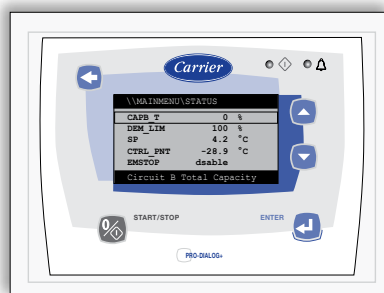 Carrier
\\MAINMENU\STATUS
CAPB_T 0 %
DEM_LIM 100 %
SP 4.2 °C
CTRL_PNT -28.9 °C
EMSTOP dsable
Circuit B Total Capacity
START/STOP
ENTER
PRO-DIALOG+